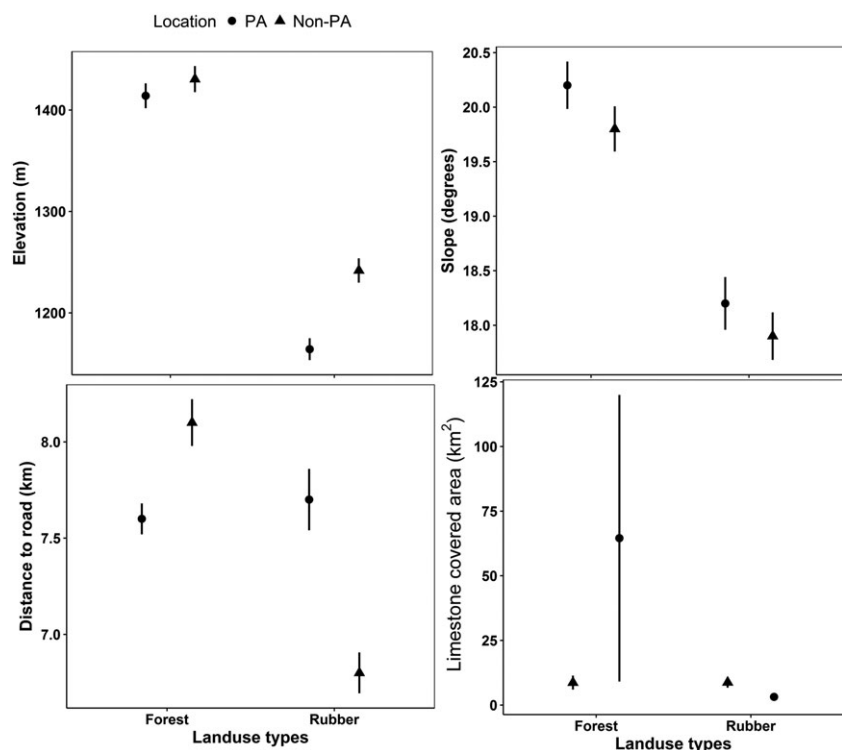 Location PA Non-PA
Elevation (m)
1400
1300
1200
Slope (degrees)
20.5
20.0
19.5
19.0
18.5
18.0
Distance to road (km)
8.0
7.5
7.0
Forest Rubber
Landuse types
Limestone covered area (km²)
125
100
75
50
25
0
Forest Rubber
Landuse types